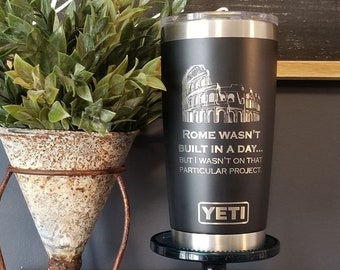 ROME WASN'T
BUILT IN A DAY...
BUT I WASN'T ON THAT
PARTICULAR PROJECT.
YETI